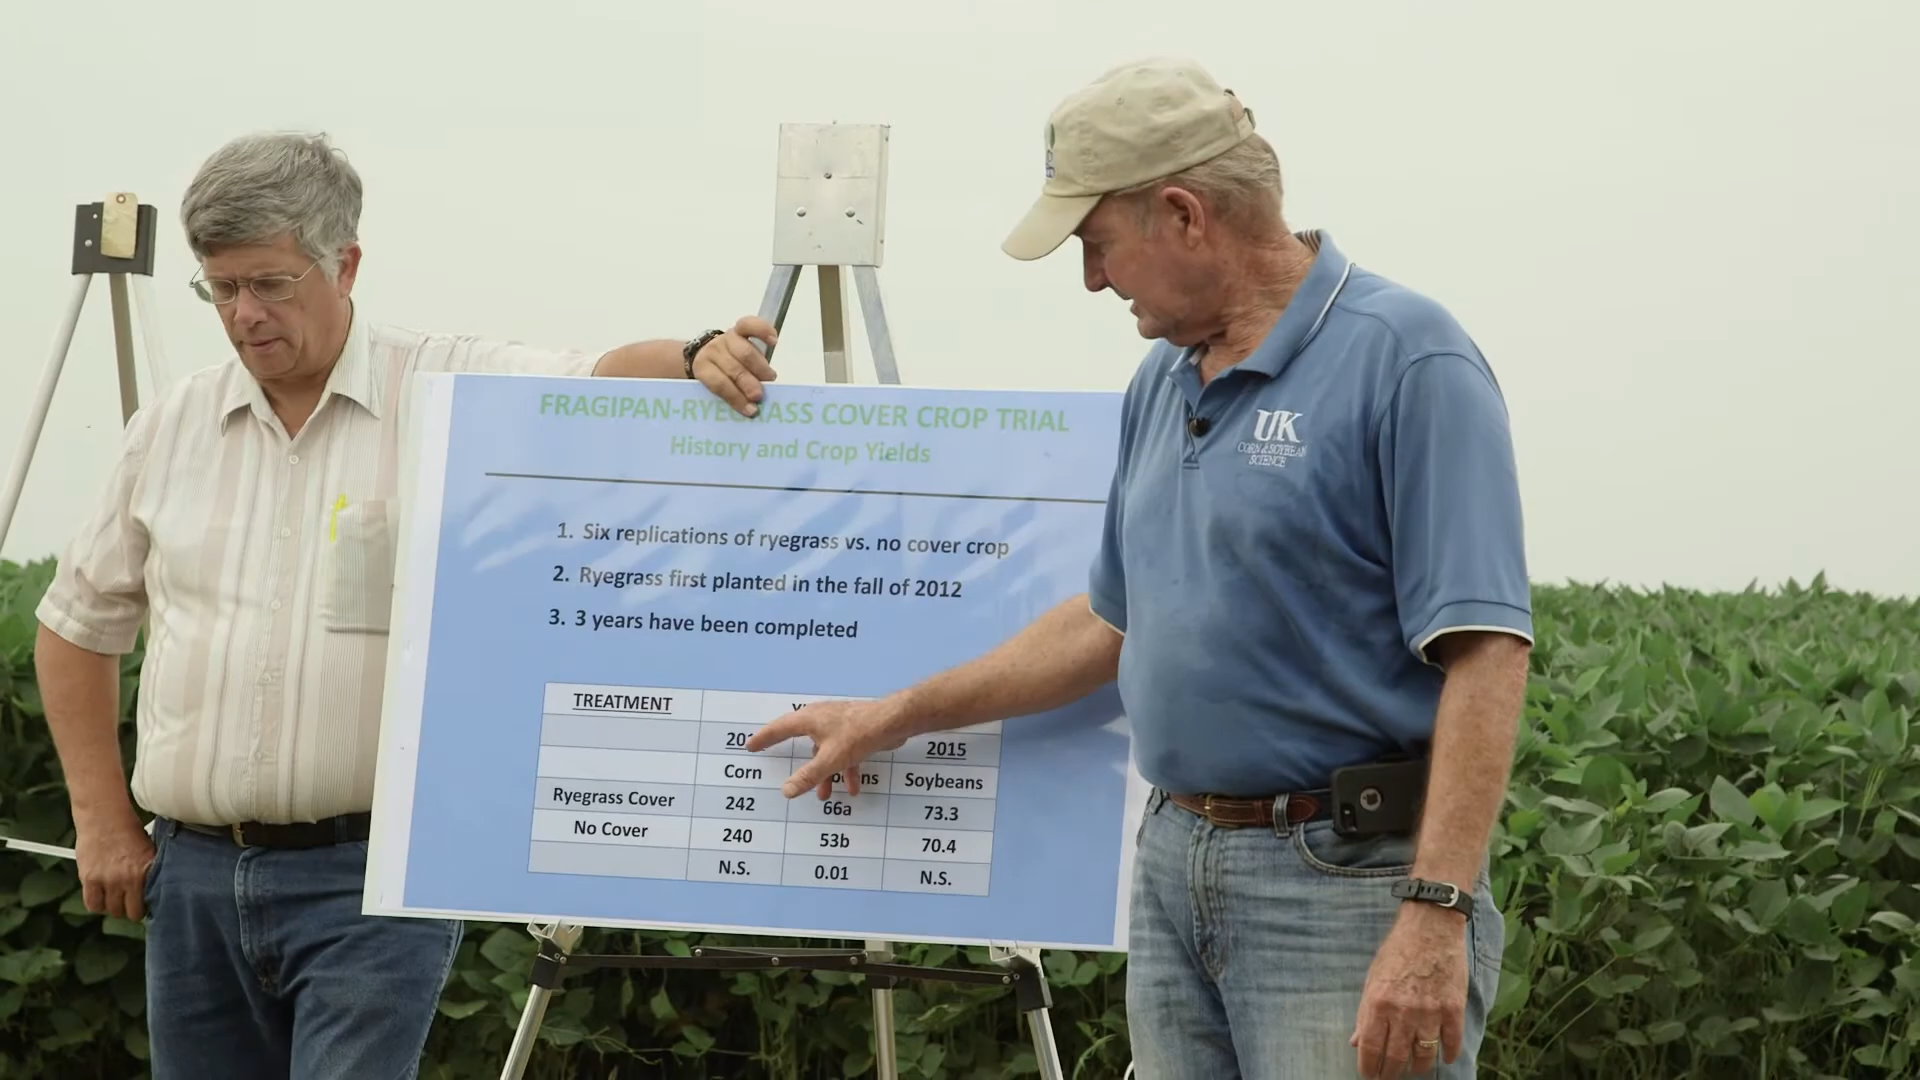 FRAGIPAN-RYEGRASS COVER CROP TRIAL
History and Crop Yields
1. Six replications of ryegrass vs. no cover crop
2. Ryegrass first planted in the fall of 2012
3. 3 years have been completed
TREATMENT
2015
Corn Soybeans
Ryegrass Cover 242 66a 73.3
No Cover 240 53b 70.4
N.S. 0.01 N.S.
UK
CORN & SOYBEAN
SCIENCE